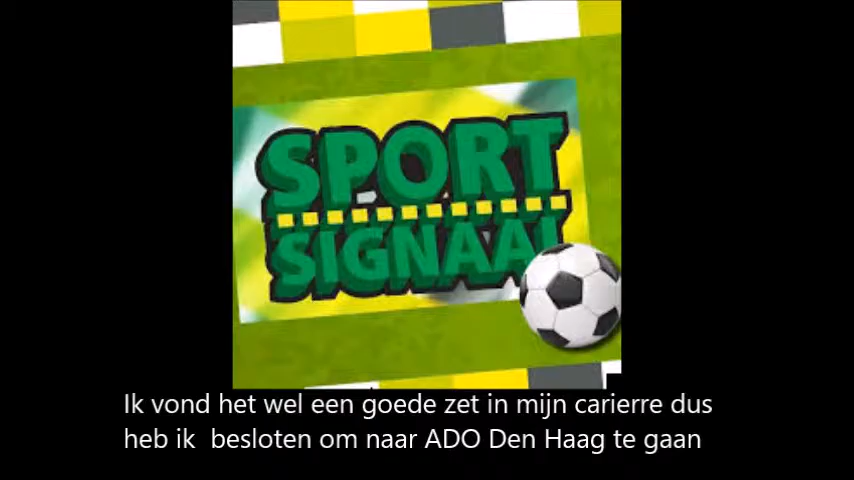 SPORT
SIGNAAL
Ik vond het wel een goede zet in mijn carierre dus
heb ik  besloten om naar ADO Den Haag te gaan